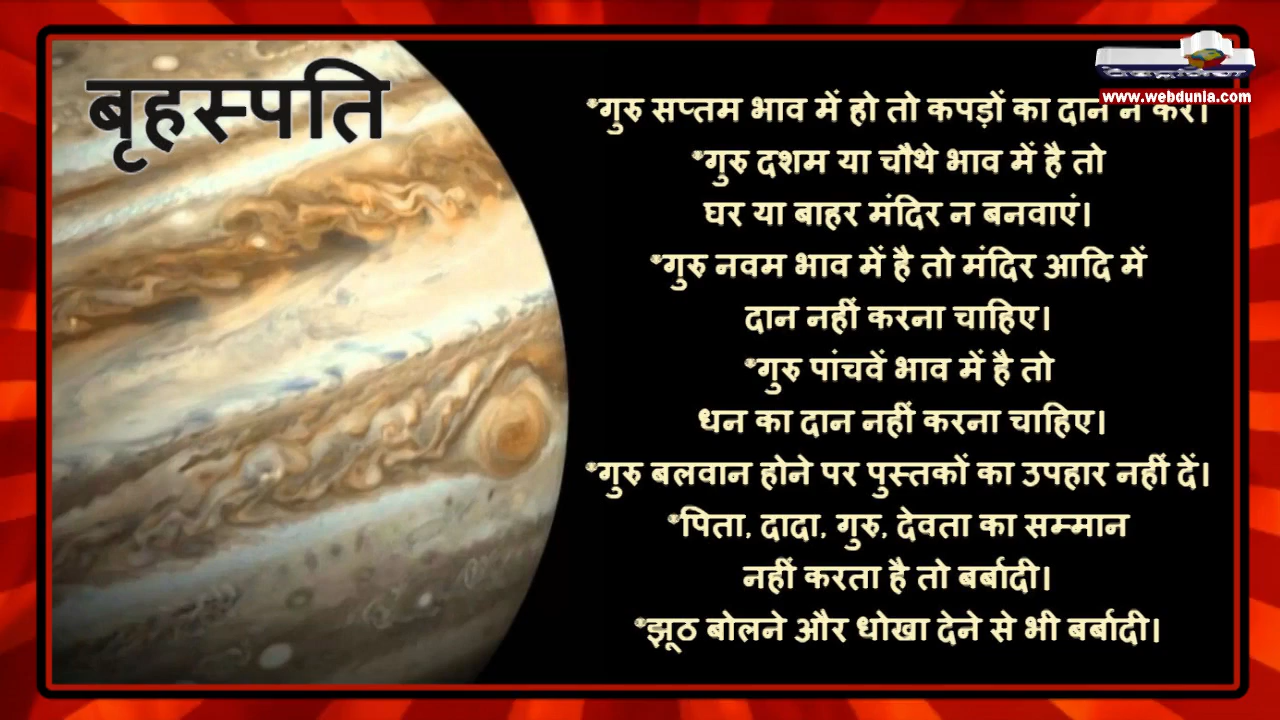 बृहस्पति
वेबदुनिया
www.webdunia.com
*गुरु सप्तम भाव में हो तो कपड़ों का दान न करें।
*गुरु दशम या चौथे भाव में है तो
घर या बाहर मंदिर न बनवाएं।
*गुरु नवम भाव में है तो मंदिर आदि में
दान नहीं करना चाहिए।
*गुरु पांचवें भाव में है तो
धन का दान नहीं करना चाहिए।
*गुरु बलवान होने पर पुस्तकों का उपहार नहीं दें।
*पिता, दादा, गुरु, देवता का सम्मान
नहीं करता है तो बर्बादी।
*झूठ बोलने और धोखा देने से भी बर्बादी।